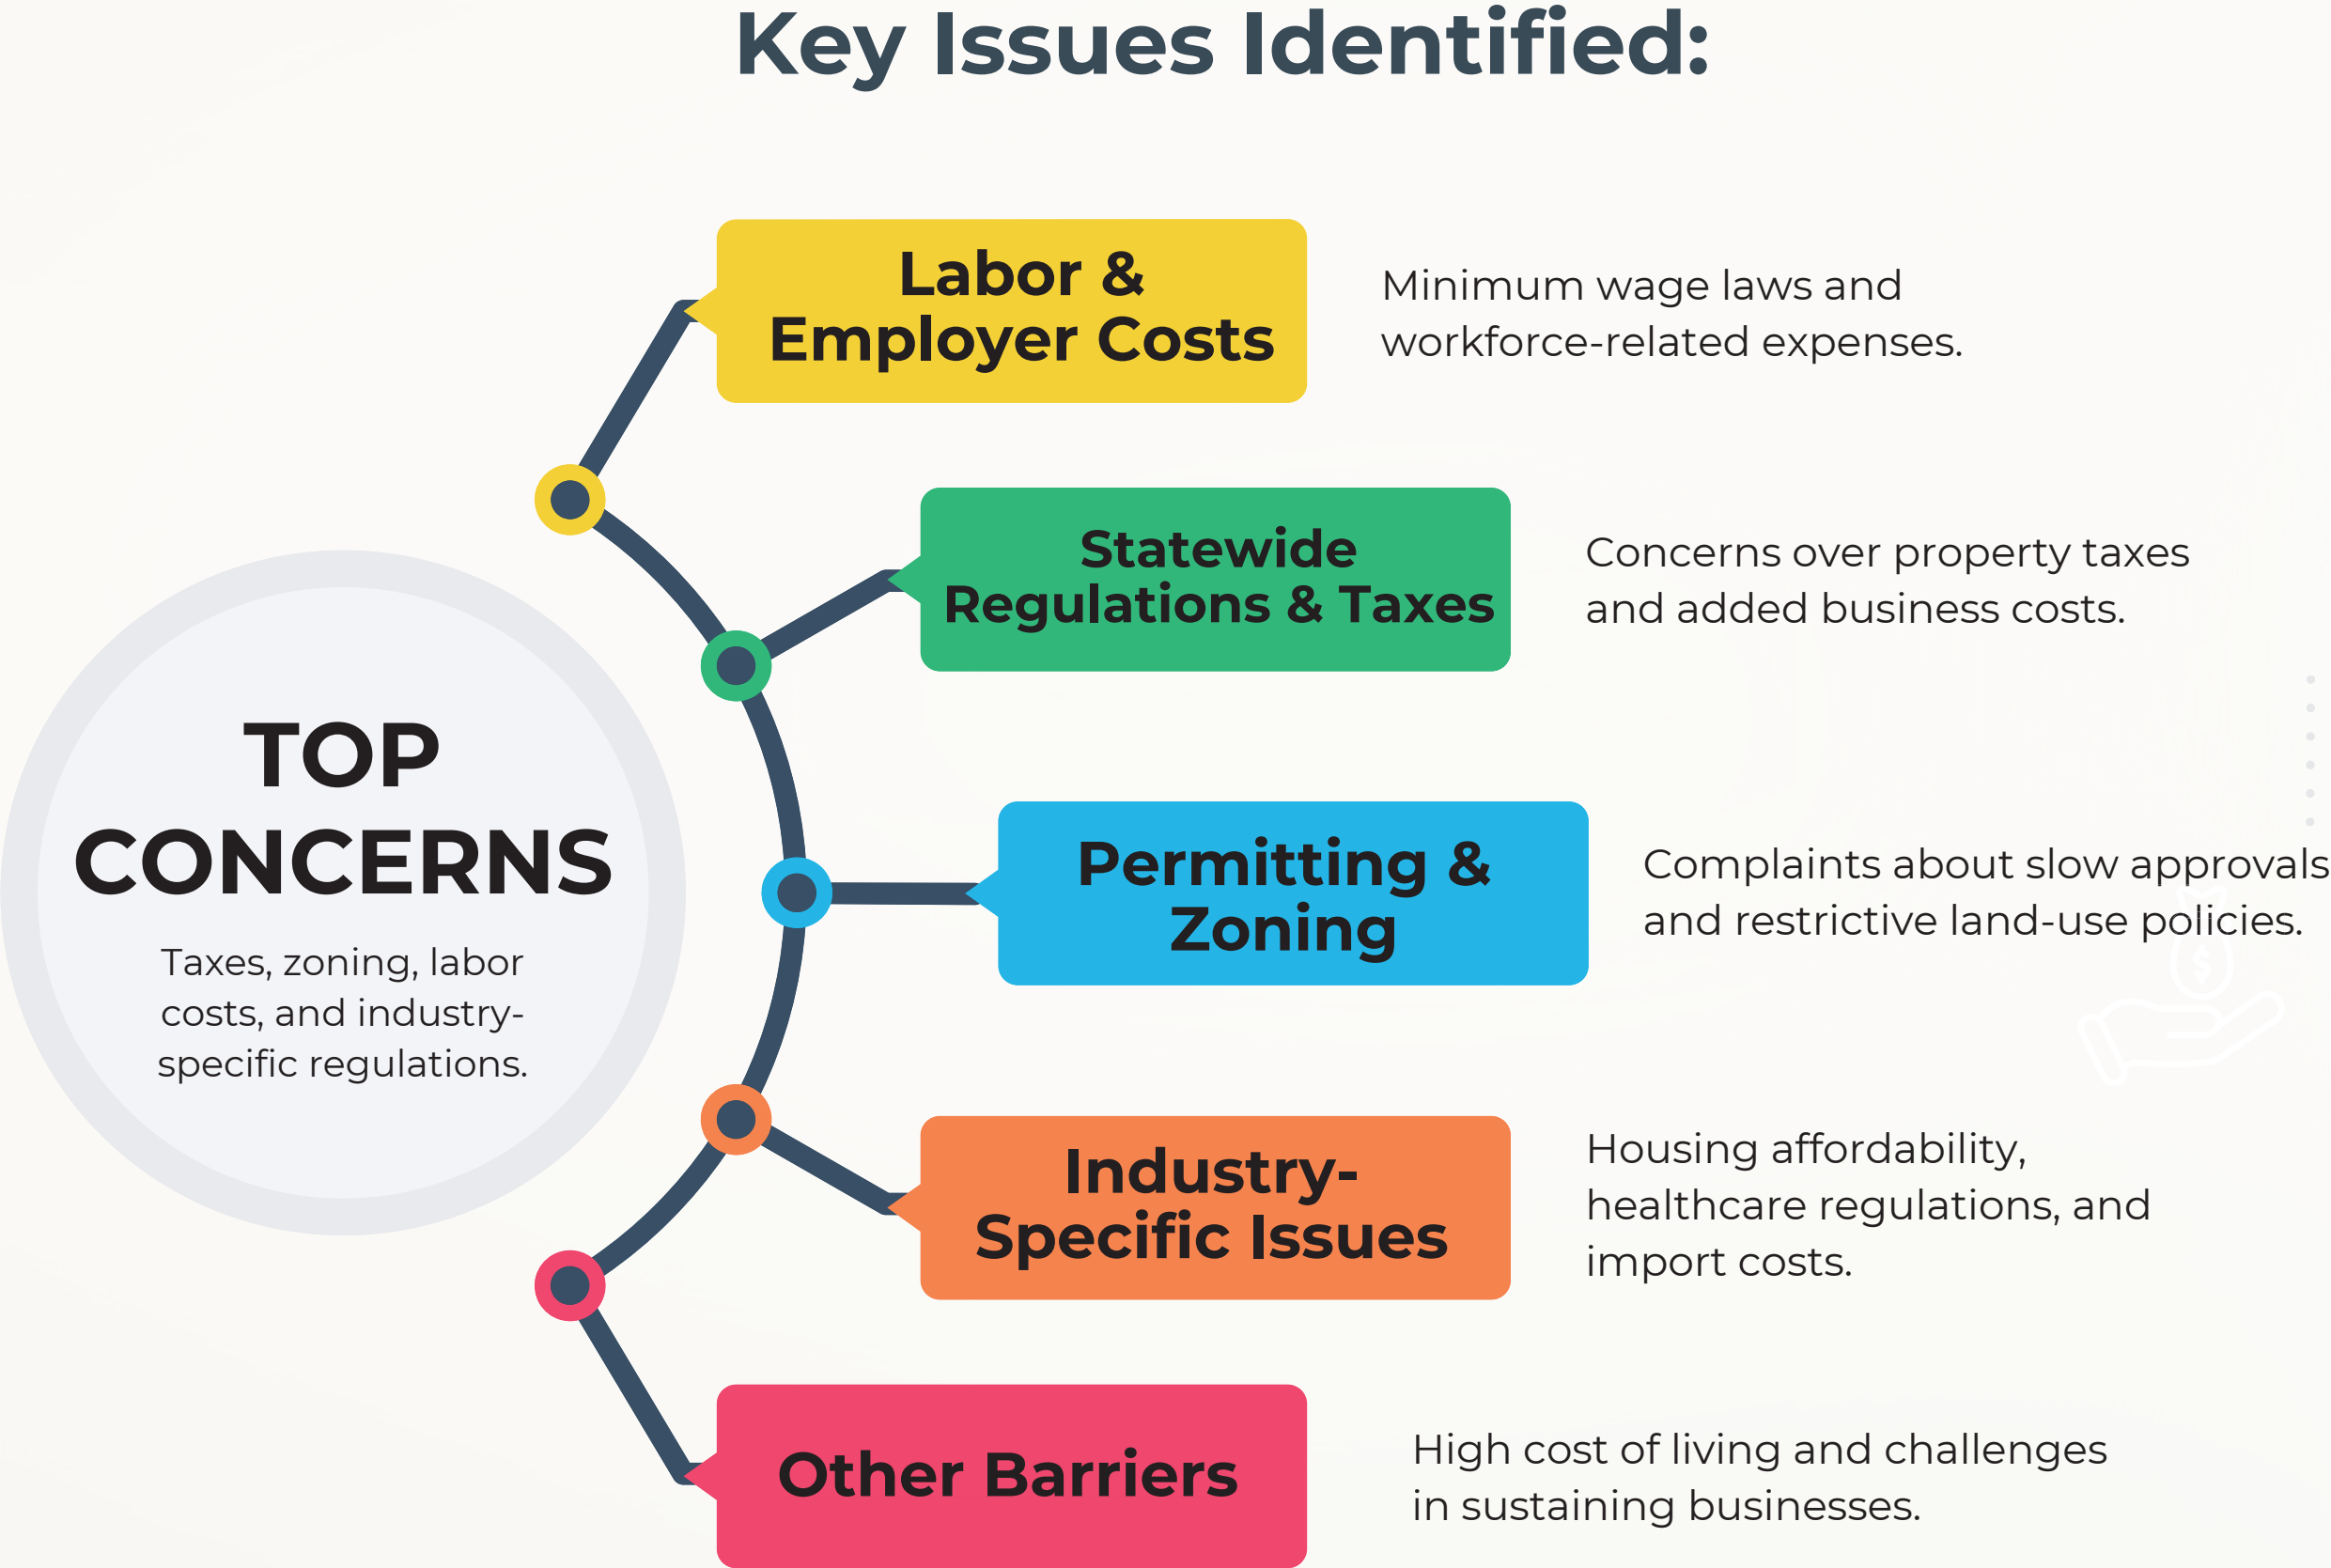 Key Issues Identified:
Labor &
Employer Costs
Minimum wage laws and
workforce-related expenses.
Statewide
Regulations & Taxes
Concerns over property taxes
and added business costs.
TOP
CONCERNS
Taxes, zoning, labor
costs, and industry-
specific regulations.
Permitting &
Zoning
Complaints about slow approvals
and restrictive land-use policies.
$
Industry-
Specific Issues
Housing affordability,
healthcare regulations, and
import costs.
Other Barriers
High cost of living and challenges
in sustaining businesses.